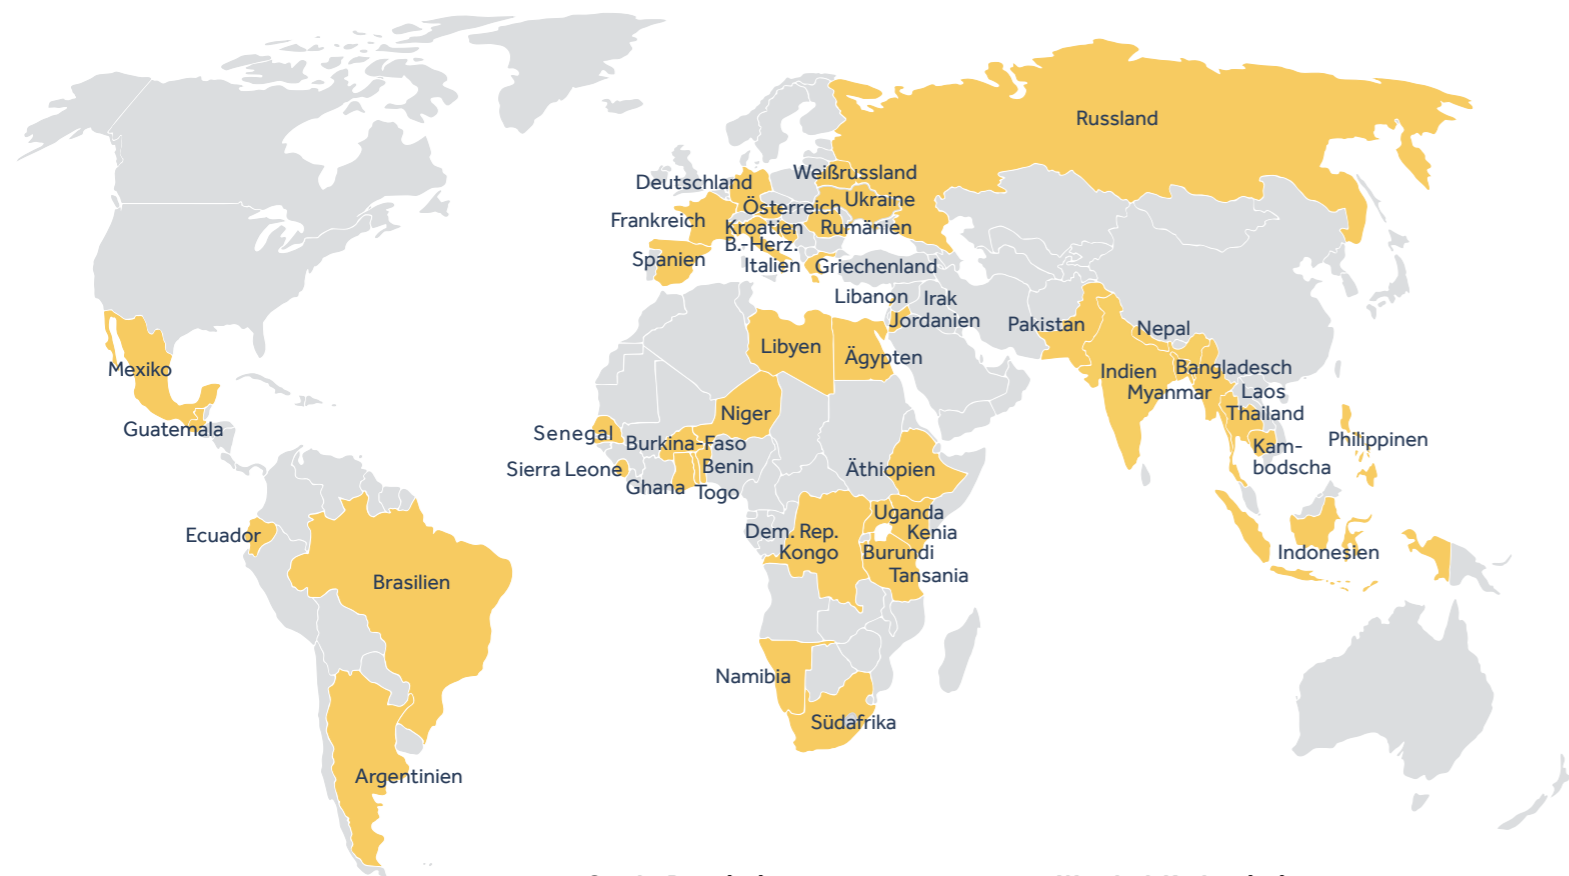 Russland
Weißrussland
Deutschland
Ukraine
Österreich
Frankreich
Kroatien
Rumänien
B.-Herz.
Spanien
Italien
Griechenland
Libanon
Irak
Jordanien
Pakistan
Nepal
Libyen
Ägypten
Mexiko
Indien
Bangladesch
Myanmar
Laos
Thailand
Niger
Guatemala
Senegal
Burkina-Faso
Kam-
bodscha
Philippinen
Sierra Leone
Benin
Äthiopien
Ghana
Togo
Uganda
Ecuador
Dem. Rep.
Kongo
Kenia
Burundi
Indonesien
Tansania
Brasilien
Namibia
Südafrika
Argentinien